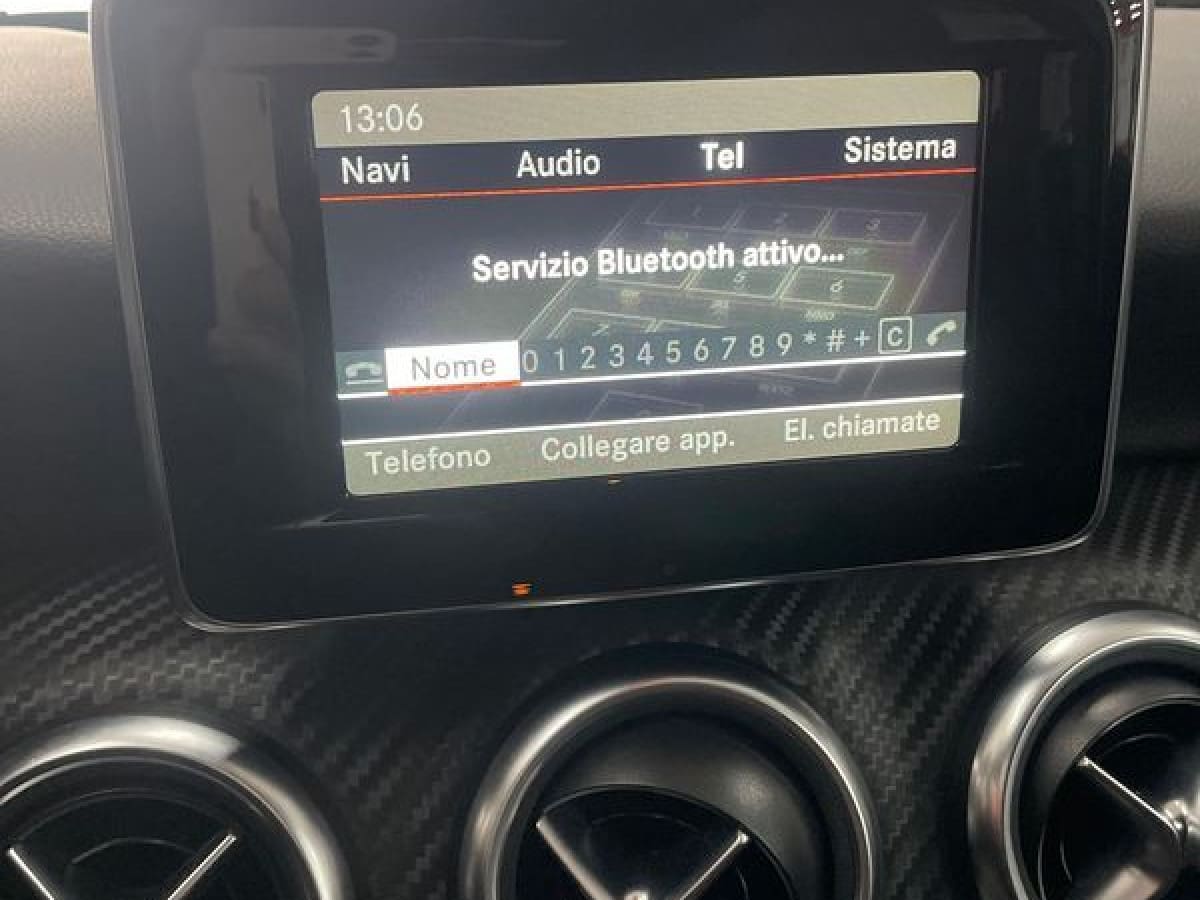 13:06
Navi Audio Tel Sistema
Servizio Bluetooth attivo...
Nome 0 1 2 3 4 5 6 7 8 9 * # + C
Telefono Collegare app. El. chiamate